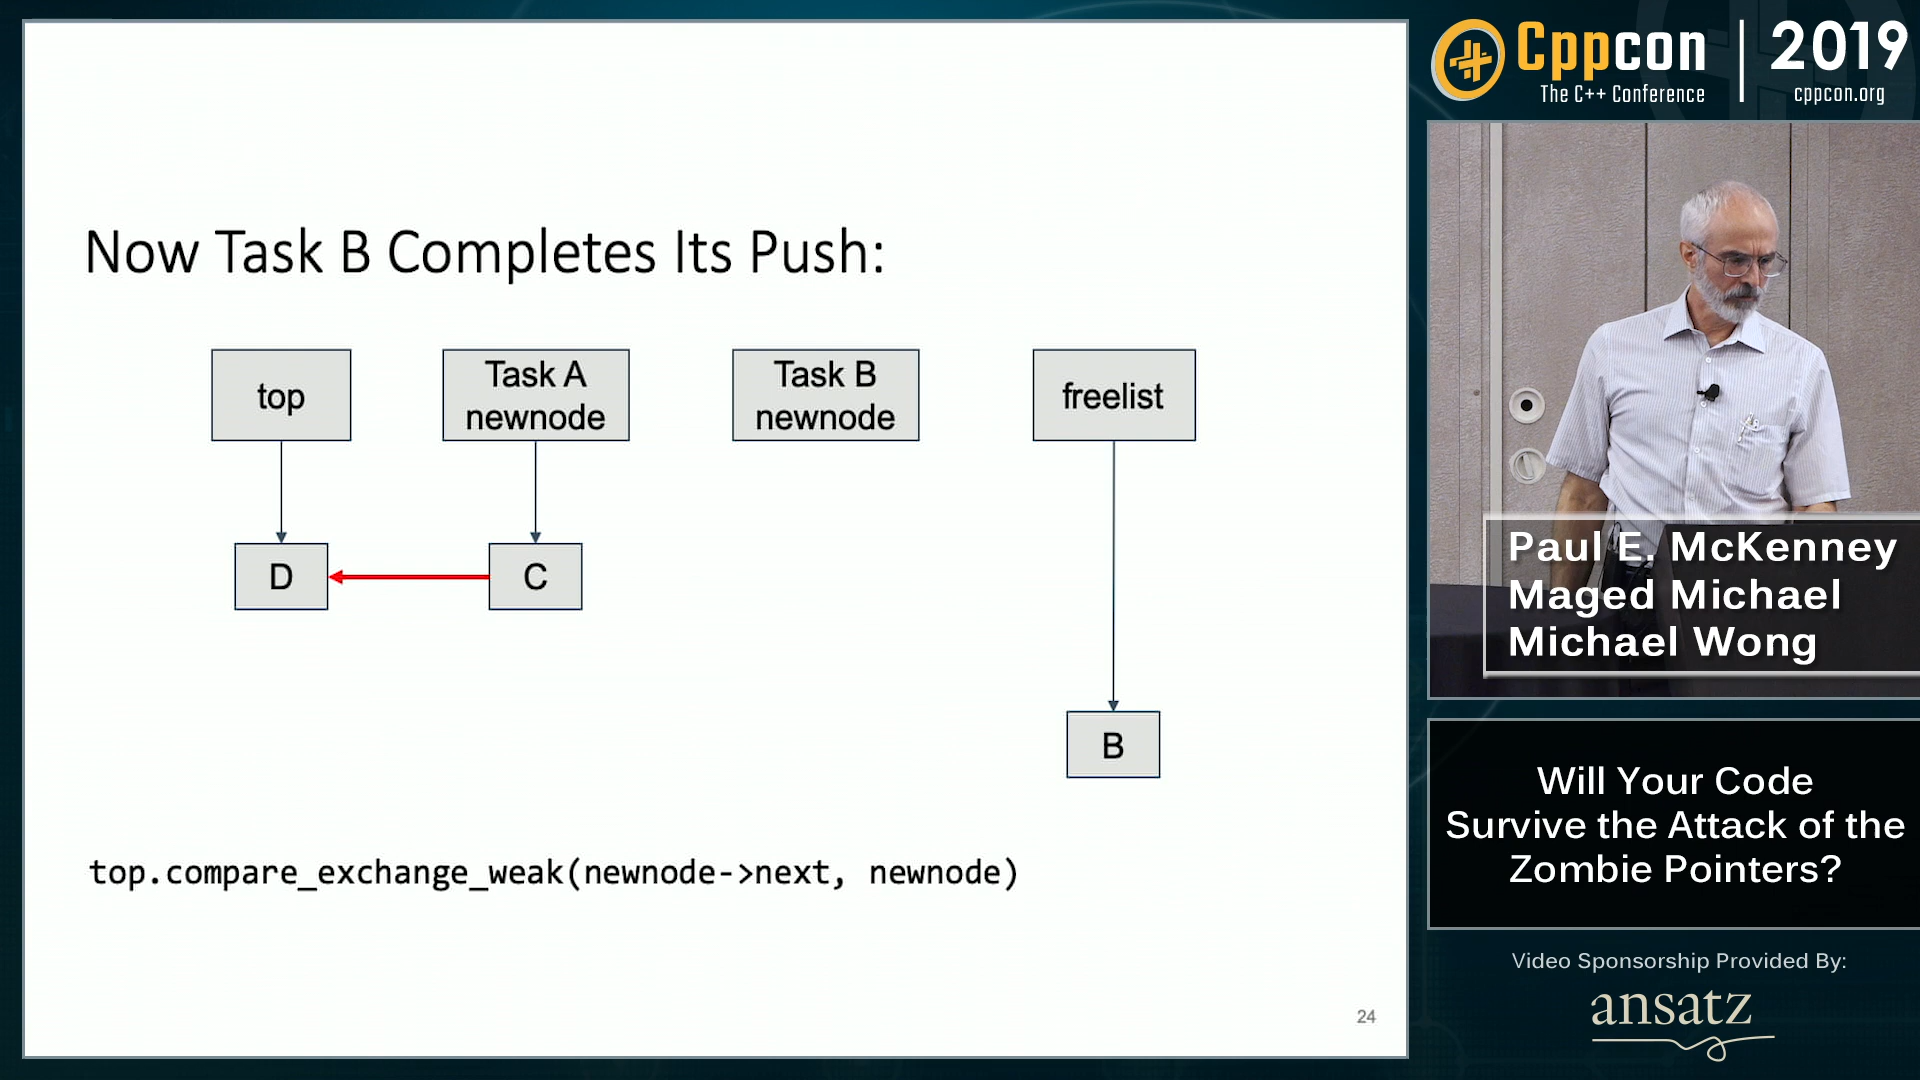 Now Task B Completes Its Push:
top
Task A
newnode
Task B
newnode
freelist
D
C
B
top.compare_exchange_weak(newnode->next, newnode)
24
Cppcon
The C++ Conference
2019
cppcon.org
Paul E. McKenney
Maged Michael
Michael Wong
Will Your Code
Survive the Attack of the
Zombie Pointers?
Video Sponsorship Provided By:
ansatz